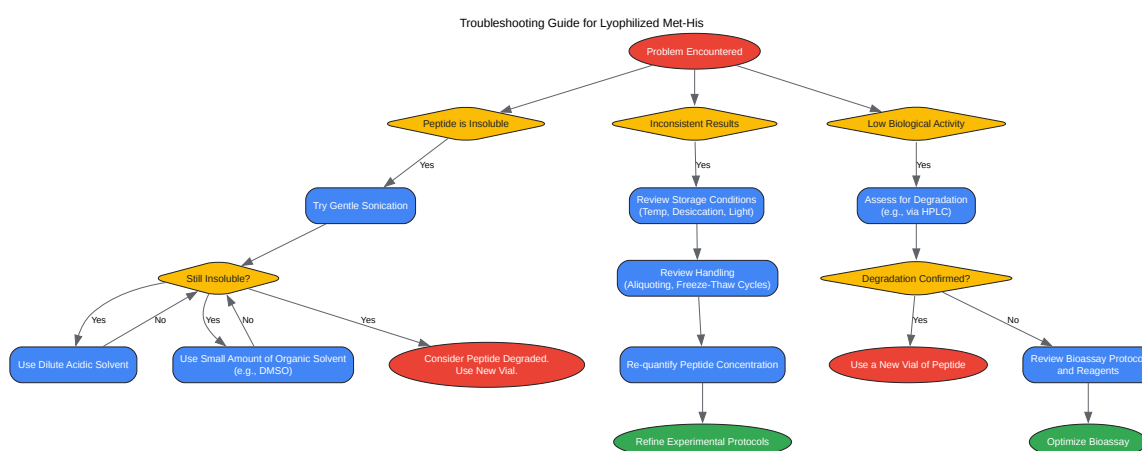 Troubleshooting Guide for Lyophilized Met-His
Problem Encountered
Peptide is Insoluble
Inconsistent Results
Low Biological Activity
Yes
Yes
Yes
Try Gentle Sonication
Review Storage Conditions
(Temp, Desiccation, Light)
Assess for Degradation
(e.g., via HPLC)
Still Insoluble?
Review Handling
(Aliquoting, Freeze-Thaw Cycles)
Degradation Confirmed?
Yes
No
Yes
No
Yes
Yes
No
Use Dilute Acidic Solvent
Use Small Amount of Organic Solvent
(e.g., DMSO)
Consider Peptide Degraded.
Use New Vial.
Re-quantify Peptide Concentration
Use a New Vial of Peptide
Review Bioassay Protoco
and Reagents
Refine Experimental Protocols
Optimize Bioassay